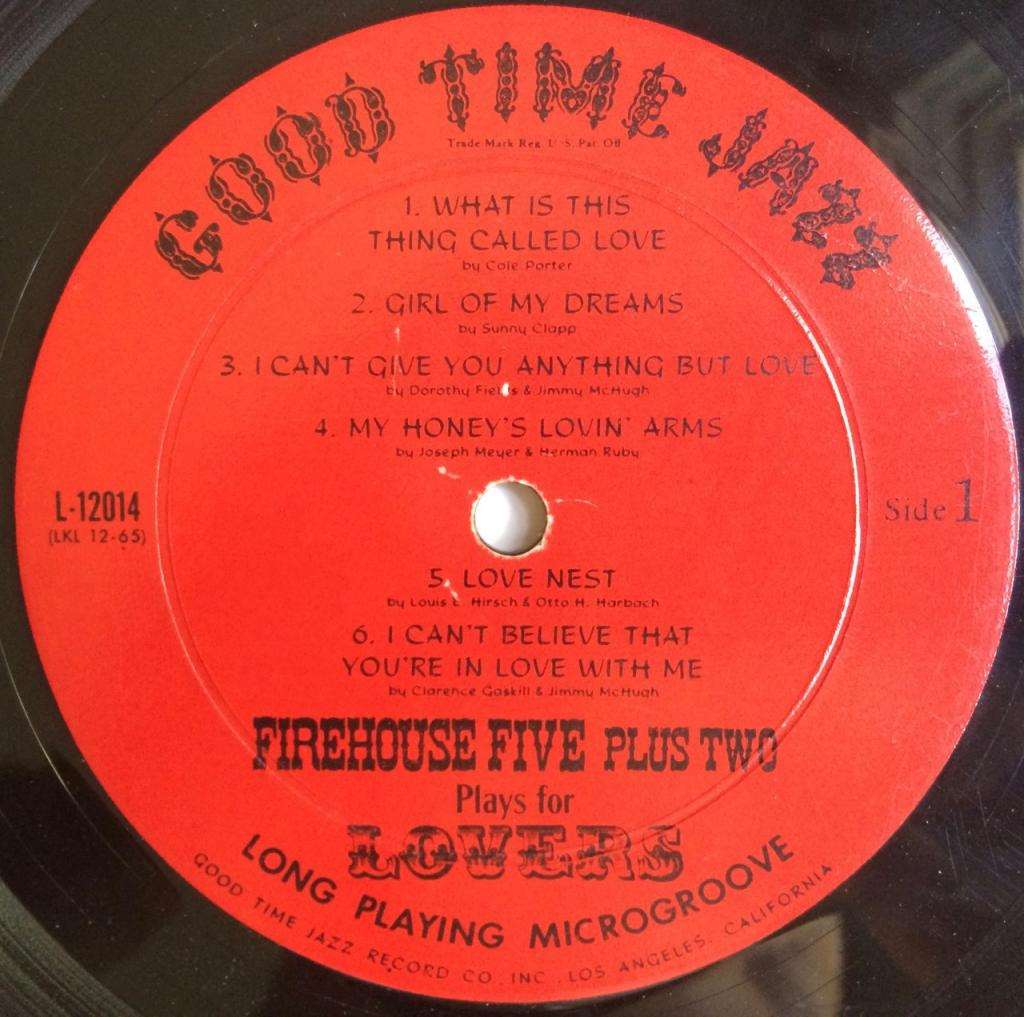 GOOD TIME JAZZ
Trade Mark Reg. U. S. Pat. Off
1. WHAT IS THIS
THING CALLED LOVE
by Cole Porter
2. GIRL OF MY DREAMS
by Sunny Clapp
3. I CAN'T GIVE YOU ANYTHING BUT LOVE
by Dorothy Fields & Jimmy McHugh
4. MY HONEY'S LOVIN' ARMS
by Joseph Meyer & Herman Ruby
L-12014
(LKL 12-65)
Side 1
5. LOVE NEST
by Louis E. Hirsch & Otto H. Harbach
6. I CAN'T BELIEVE THAT
YOU'RE IN LOVE WITH ME
by Clarence Gaskill & Jimmy McHugh
FIREHOUSE FIVE PLUS TWO
Plays for
LOVERS
LONG PLAYING MICROGROOVE
GOOD TIME JAZZ RECORD CO. INC. LOS ANGELES. CALIFORNIA